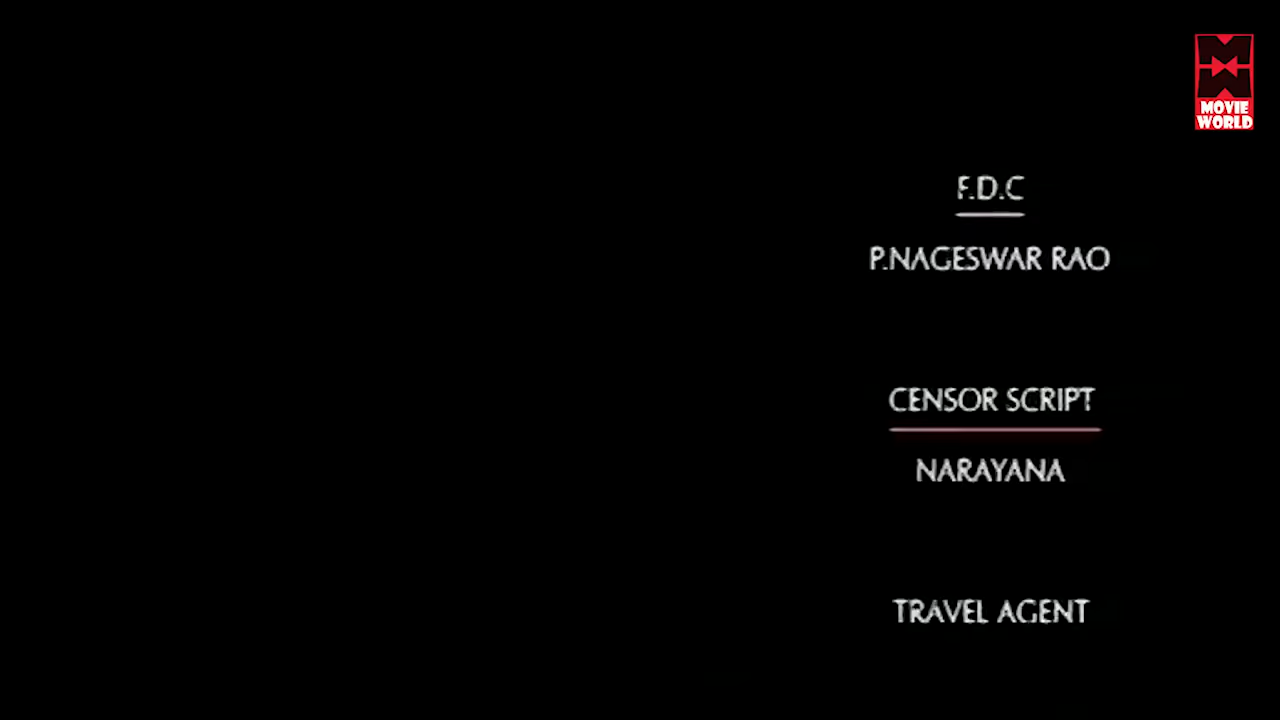 MOVIE
WORLD
F.D.C
P.NAGESWAR RAO
CENSOR SCRIPT
NARAYANA
TRAVEL AGENT